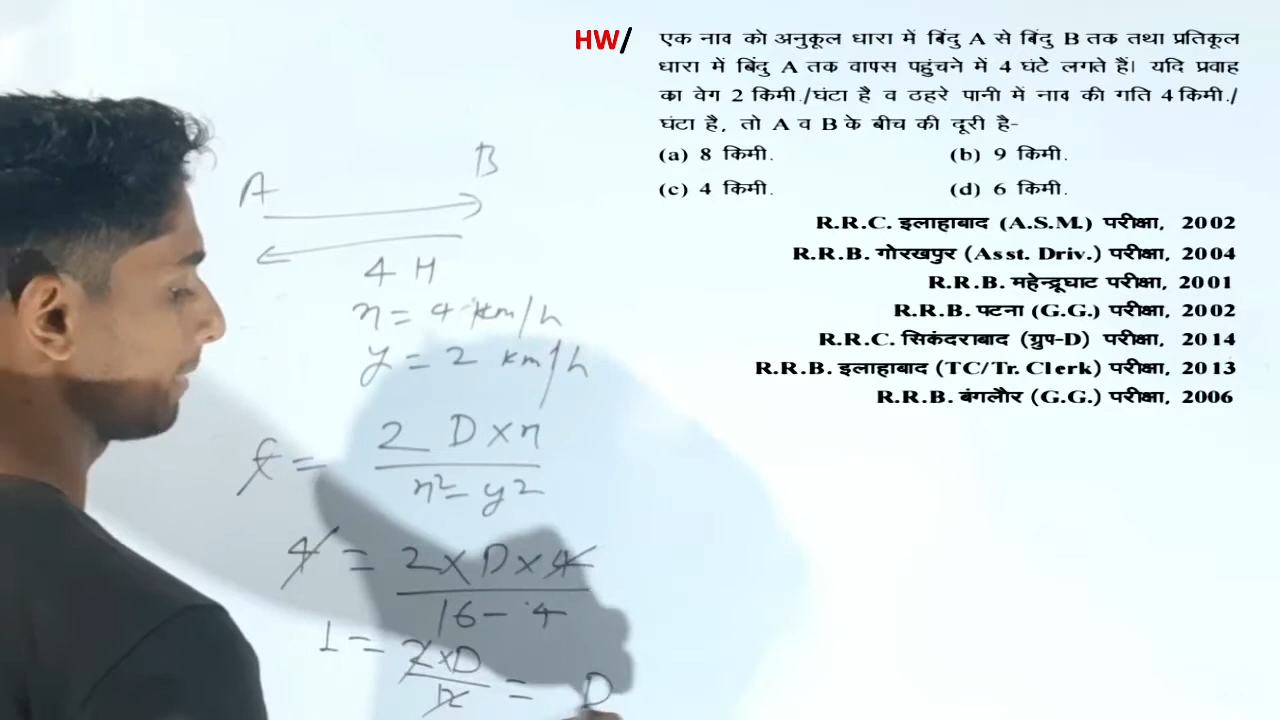 HW/ एक नाव को अनुकूल धारा में बिंदु A से बिंदु B तक तथा प्रतिकूल
धारा में बिंदु A तक वापस पहुंचने में 4 घंटे लगते हैं। यदि प्रवाह
का वेग 2 किमी./घंटा है व ठहरे पानी में नाव की गति 4 किमी./
घंटा है, तो A व B के बीच की दूरी है-
(a) 8 किमी. (b) 9 किमी.
(c) 4 किमी. (d) 6 किमी.
R.R.C. इलाहाबाद (A.S.M.) परीक्षा, 2002
R.R.B. गोरखपुर (Asst. Driv.) परीक्षा, 2004
R.R.B. महेन्द्रूघाट परीक्षा, 2001
R.R.B. पटना (G.G.) परीक्षा, 2002
R.R.C. सिकंदराबाद (ग्रुप-D) परीक्षा, 2014
R.R.B. इलाहाबाद (TC/Tr. Clerk) परीक्षा, 2013
R.R.B. बंगलौर (G.G.) परीक्षा, 2006
A B
4 H
x = 4 km/h
y = 2 km/h
t = 2 D x x / x² - y²
4 = 2 x D x 4 / 16 - 4
1 = 2 x D / 12 = D